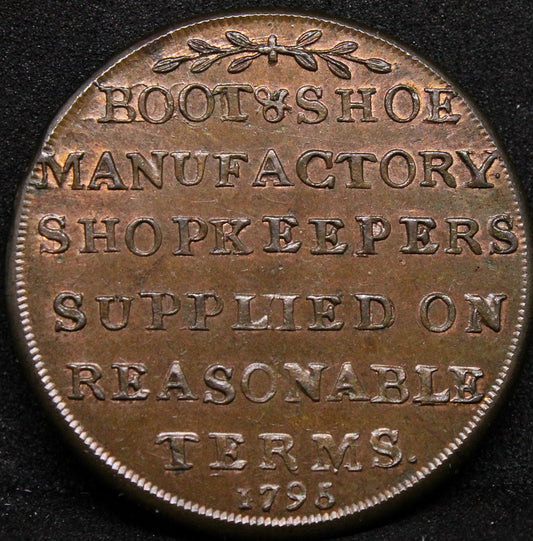 BOOT & SHOE
MANUFACTORY.
SHOPKEEPERS
SUPPLIED ON
REASONABLE
TERMS.
1795